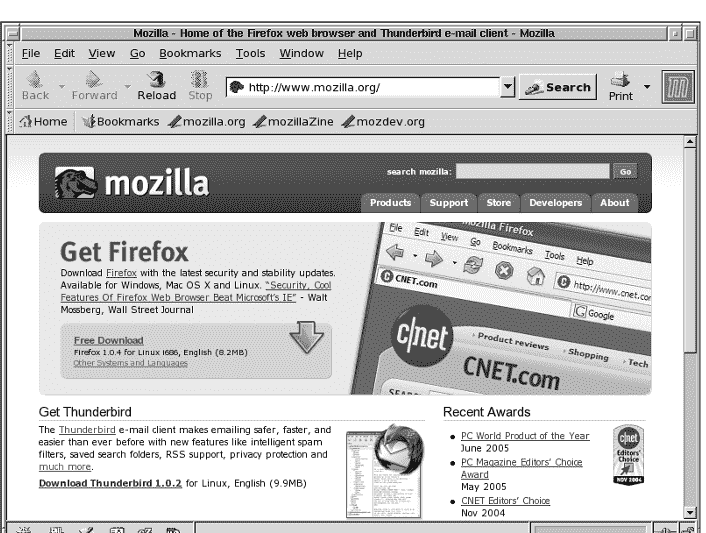 Mozilla - Home of the Firefox web browser and Thunderbird e-mail client - Mozilla
File Edit View Go Bookmarks Tools Window Help
Back Forward Reload Stop http://www.mozilla.org/ Search Print
Home Bookmarks mozilla.org mozillaZine mozdev.org
mozilla
search mozilla: Go
Products Support Store Developers About
Get Firefox
Download Firefox with the latest security and stability updates.
Available for Windows, Mac OS X and Linux. "Security, Cool
Features Of Firefox Web Browser Beat Microsoft's IE" - Walt
Mossberg, Wall Street Journal
Free Download
Firefox 1.0.4 for Linux i686, English (8.2MB)
Other Systems and Languages
zilla Firefox
File Edit View Go Bookmarks Tools Help
http://www.cnet.com
CNET.com
Google
c|net
Product reviews Shopping Tech
CNET.com
SEARC
Get Thunderbird
The Thunderbird e-mail client makes emailing safer, faster, and
easier than ever before with new features like intelligent spam
filters, saved search folders, RSS support, privacy protection and
much more.
Download Thunderbird 1.0.2 for Linux, English (9.9MB)
Recent Awards
PC World Product of the Year
June 2005
PC Magazine Editors' Choice
Award
May 2005
CNET Editors' Choice
Nov 2004
c|net
Editors'
Choice
NOV 2004